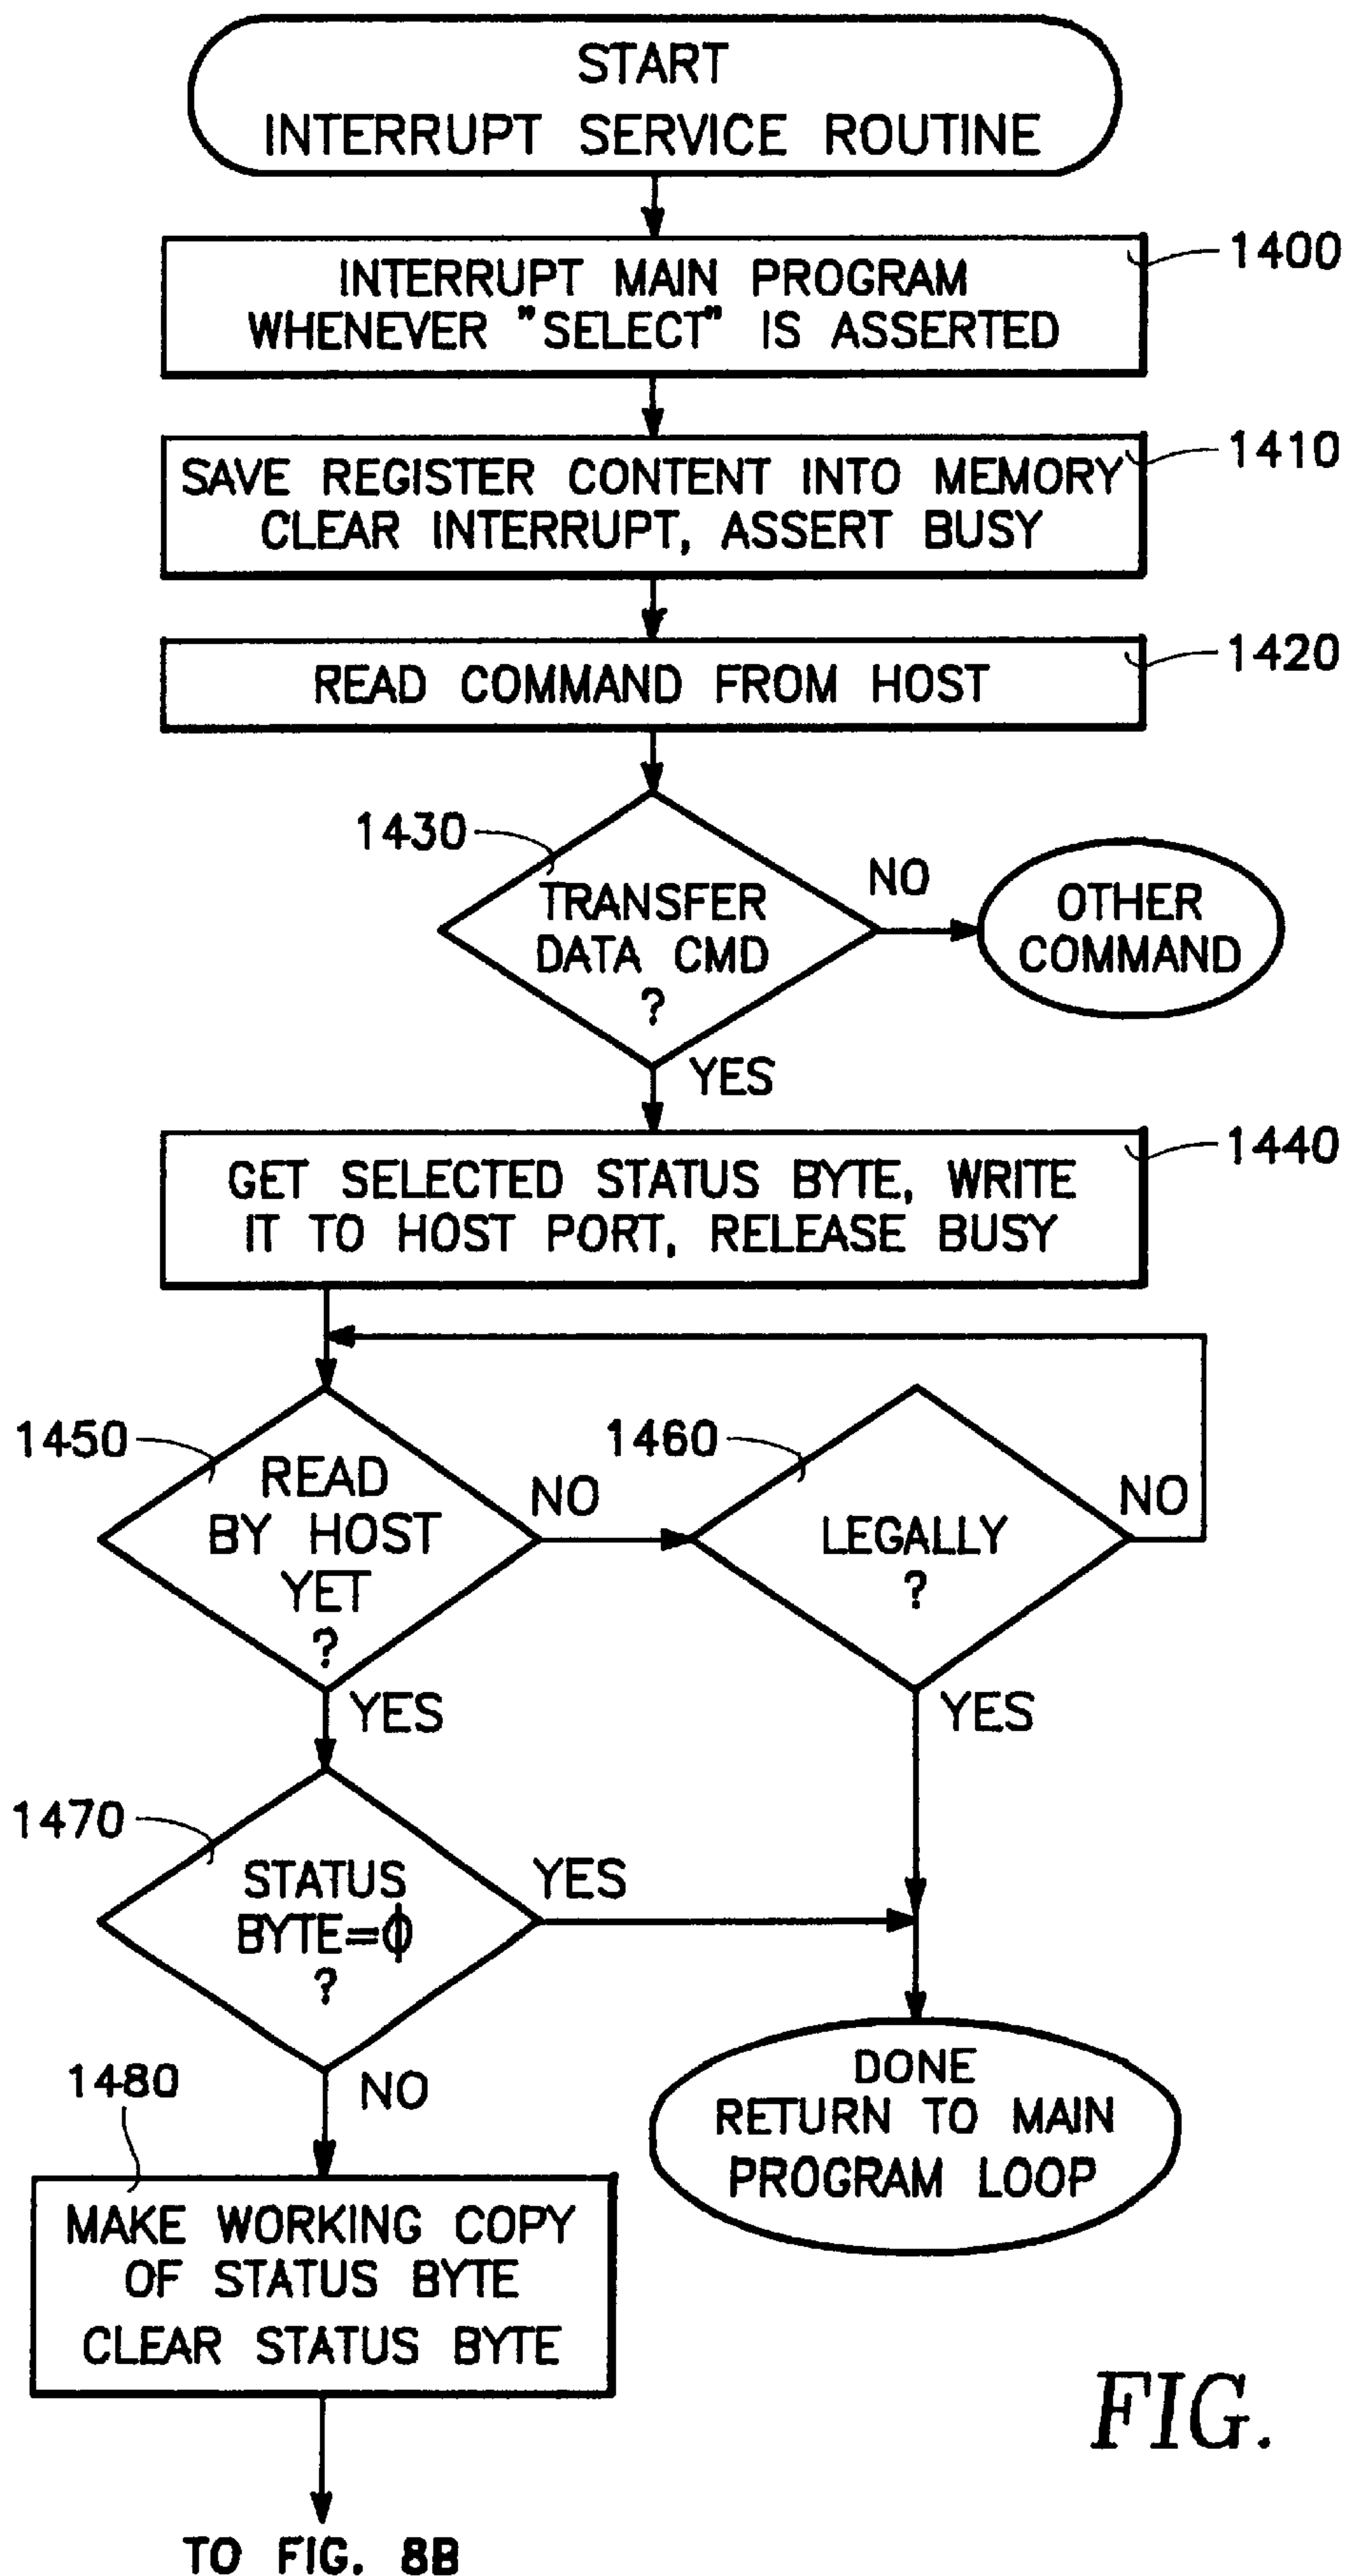 START
INTERRUPT SERVICE ROUTINE
INTERRUPT MAIN PROGRAM
WHENEVER "SELECT" IS ASSERTED
1400
SAVE REGISTER CONTENT INTO MEMORY
CLEAR INTERRUPT, ASSERT BUSY
1410
READ COMMAND FROM HOST
1420
1430
TRANSFER
DATA CMD
?
NO
OTHER
COMMAND
YES
GET SELECTED STATUS BYTE, WRITE
IT TO HOST PORT, RELEASE BUSY
1440
1450
READ
BY HOST
YET
?
NO
1460
LEGALLY
?
NO
YES
YES
1470
STATUS
BYTE=ϕ
?
YES
NO
DONE
RETURN TO MAIN
PROGRAM LOOP
1480
MAKE WORKING COPY
OF STATUS BYTE
CLEAR STATUS BYTE
FIG.
TO FIG. 8B